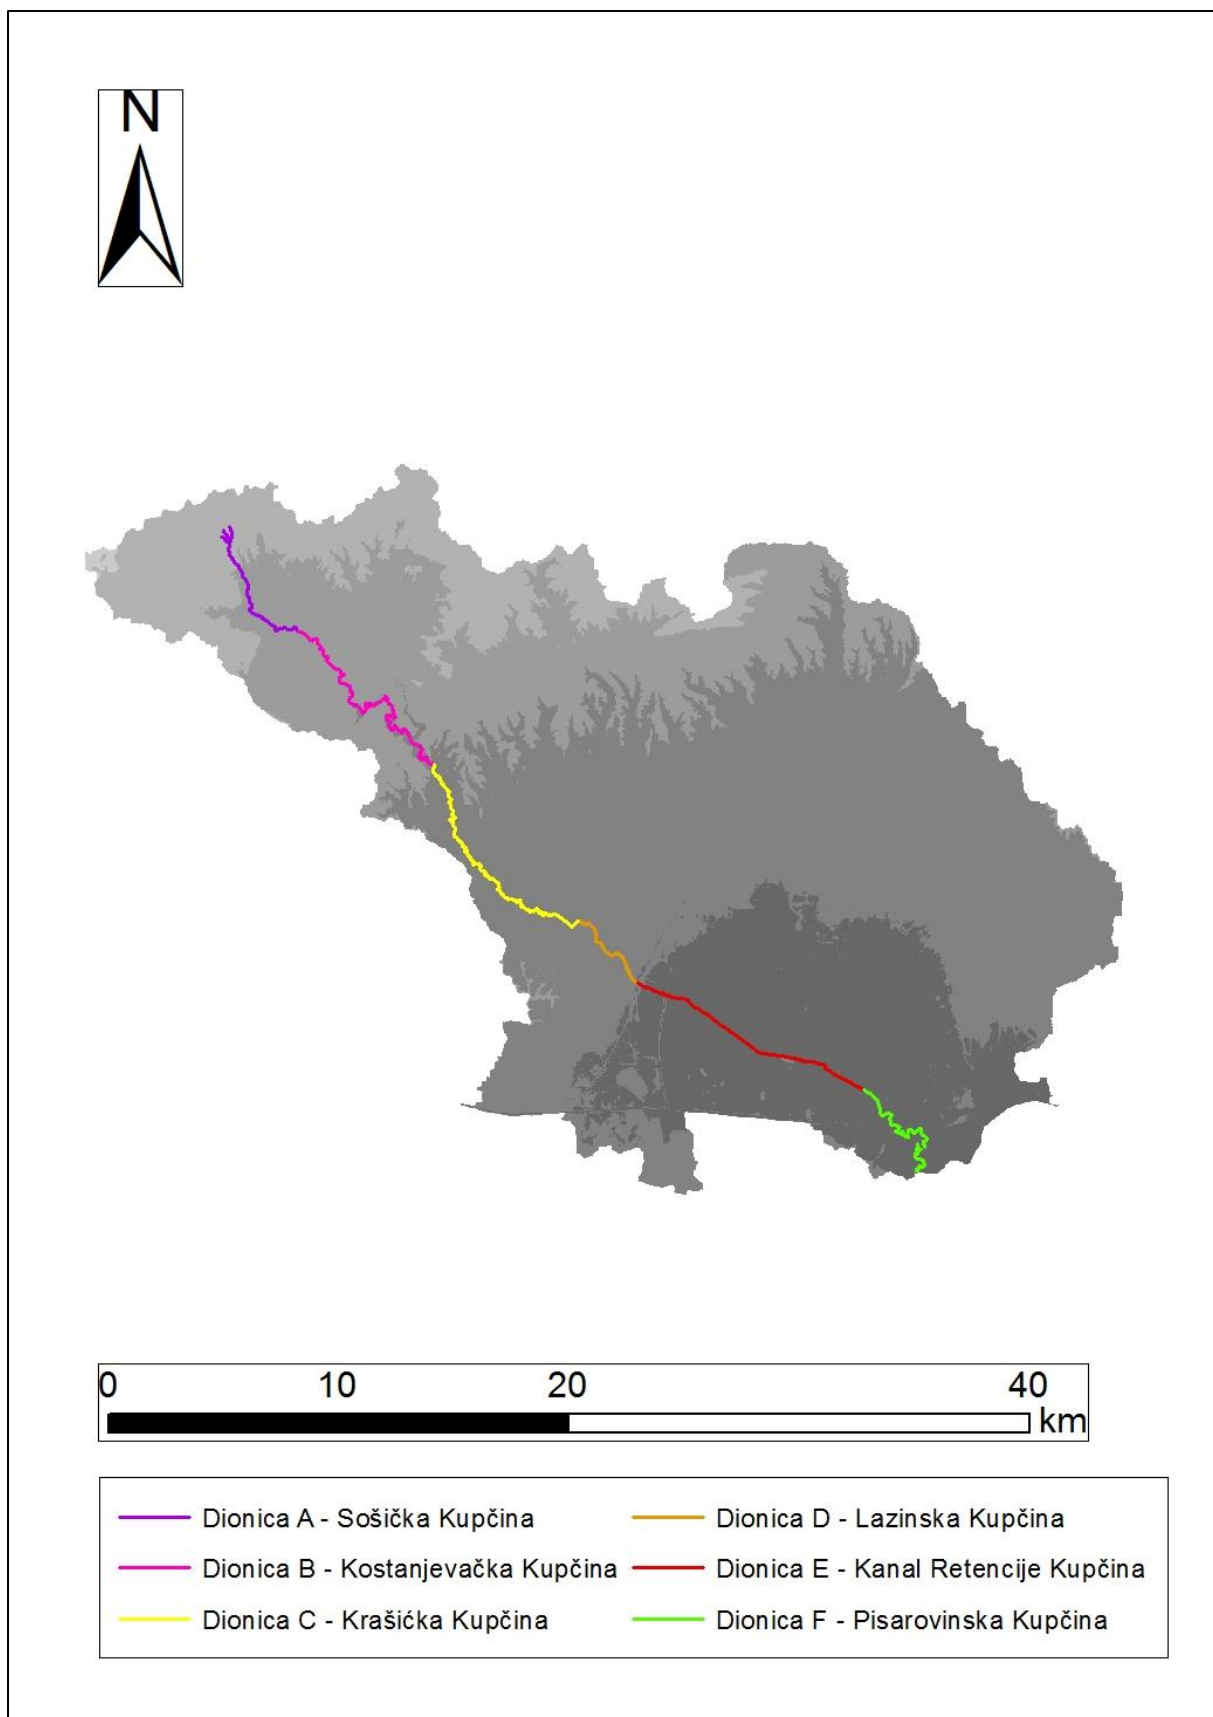 N
0 10 20 40
km
Dionica A - Sošička Kupčina
Dionica B - Kostanjevačka Kupčina
Dionica C - Krašićka Kupčina
Dionica D - Lazinska Kupčina
Dionica E - Kanal Retencije Kupčina
Dionica F - Pisarovinska Kupčina